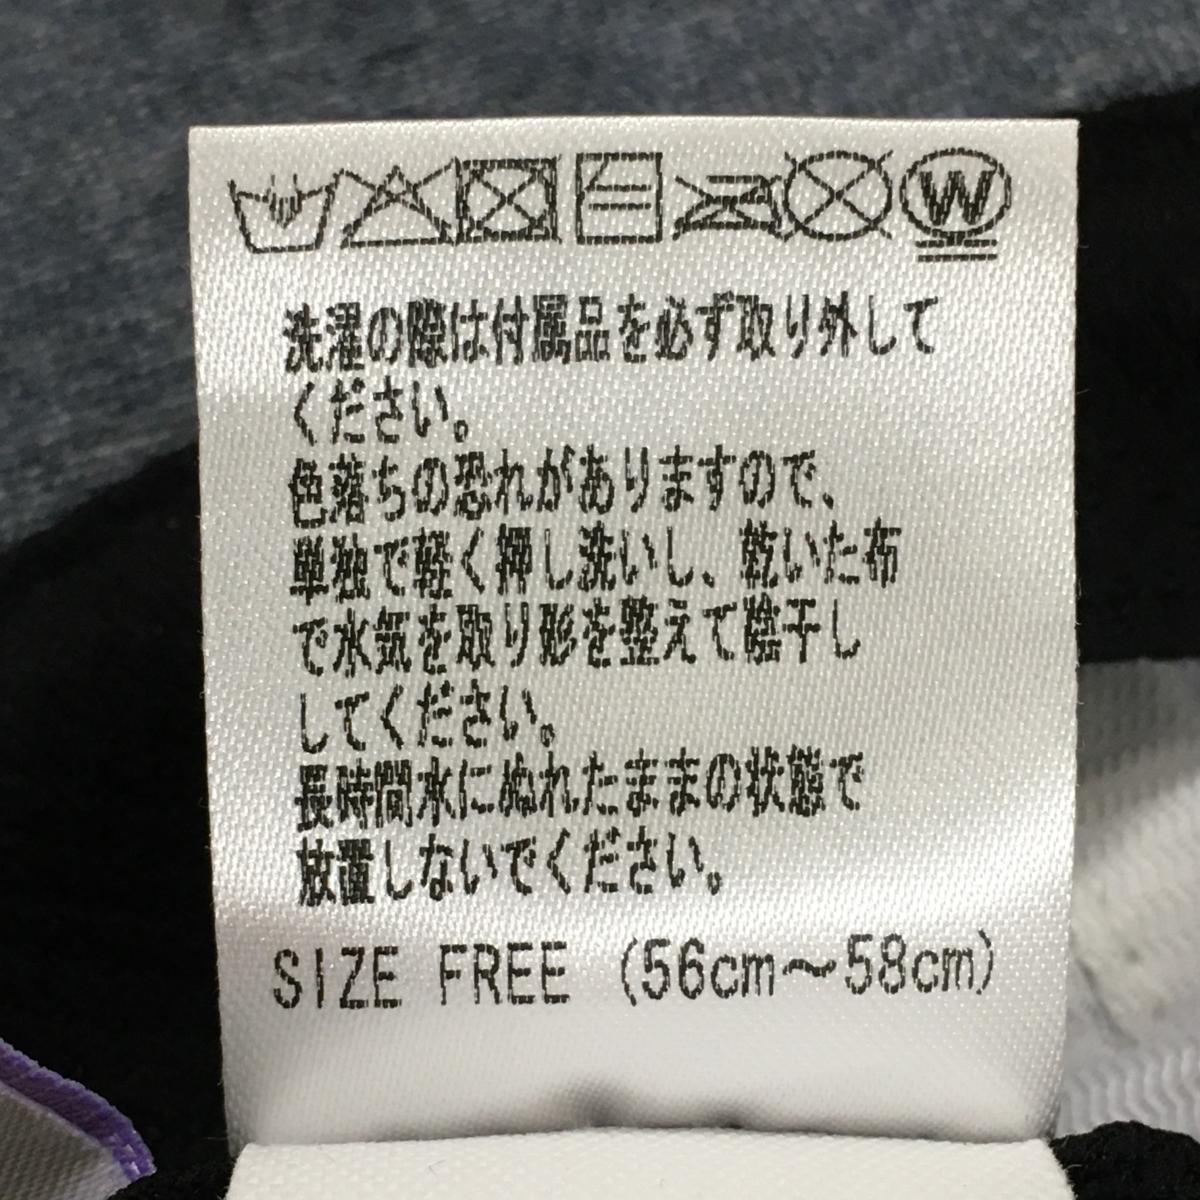 W
洗濯の際は付属品を必ず取り外して
ください。
色落ちの恐れがありますので、
単独で軽く押し洗いし、乾いた布
で水気を取り形を整えて陰干し
してください。
長時間水にぬれたままの状態で
放置しないでください。
SIZE FREE (56cm～58cm)